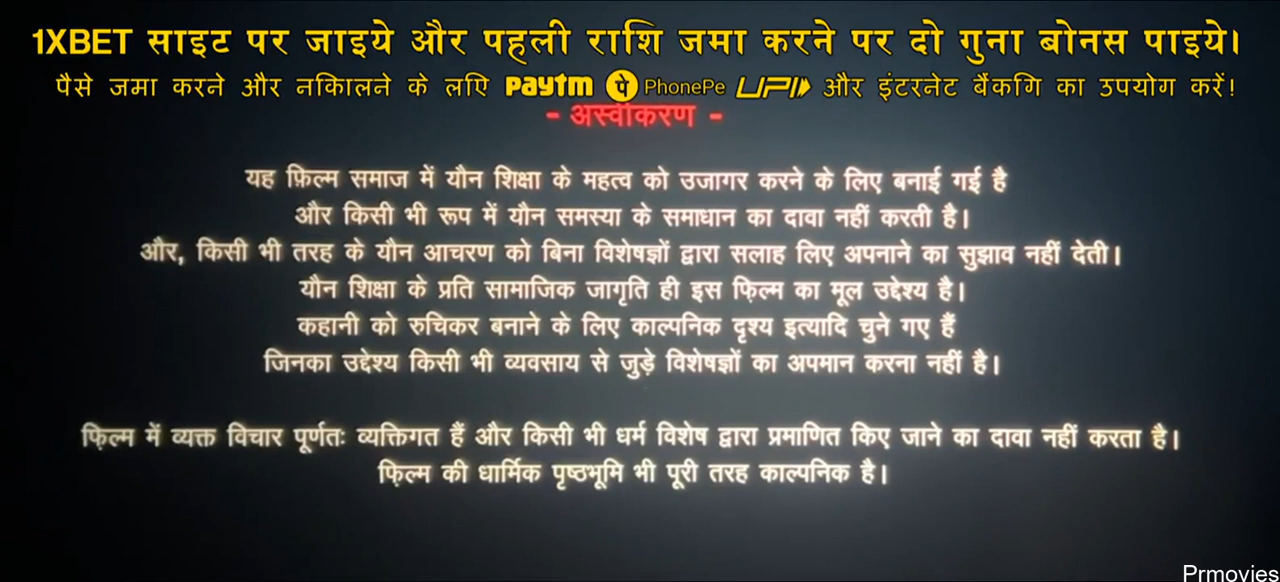 1XBET साइट पर जाइये और पहली राशि जमा करने पर दो गुना बोनस पाइये।
पैसे जमा करने और नकिालने के लएि Paytm पे PhonePe UPI और इंटरनेट बैंकगि का उपयोग करें!
- अस्वीकरण -
यह फ़िल्म समाज में यौन शिक्षा के महत्व को उजागर करने के लिए बनाई गई है
और किसी भी रूप में यौन समस्या के समाधान का दावा नहीं करती है।
और, किसी भी तरह के यौन आचरण को बिना विशेषज्ञों द्वारा सलाह लिए अपनाने का सुझाव नहीं देती।
यौन शिक्षा के प्रति सामाजिक जागृति ही इस फ़िल्म का मूल उद्देश्य है।
कहानी को रुचिकर बनाने के लिए काल्पनिक दृश्य इत्यादि चुने गए हैं
जिनका उद्देश्य किसी भी व्यवसाय से जुड़े विशेषज्ञों का अपमान करना नहीं है।
फ़िल्म में व्यक्त विचार पूर्णतः व्यक्तिगत हैं और किसी भी धर्म विशेष द्वारा प्रमाणित किए जाने का दावा नहीं करता है।
फ़िल्म की धार्मिक पृष्ठभूमि भी पूरी तरह काल्पनिक है।
Prmovies